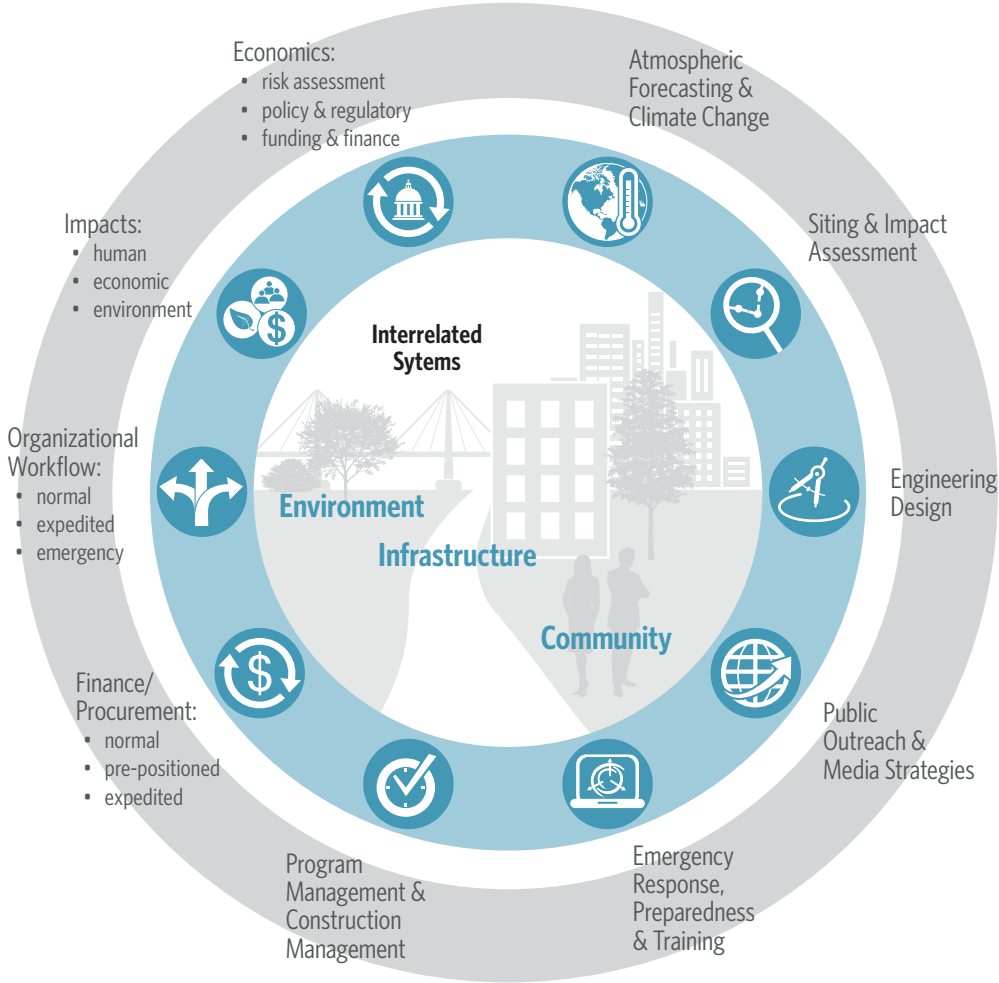 Economics:
• risk assessment
• policy & regulatory
• funding & finance
Atmospheric
Forecasting &
Climate Change
Impacts:
• human
• economic
• environment
Siting & Impact
Assessment
Interrelated
Sytems
Organizational
Workflow:
• normal
• expedited
• emergency
Environment
Infrastructure
Community
Engineering
Design
Finance/
Procurement:
• normal
• pre-positioned
• expedited
Public
Outreach &
Media Strategies
Program
Management &
Construction
Management
Emergency
Response,
Preparedness
& Training